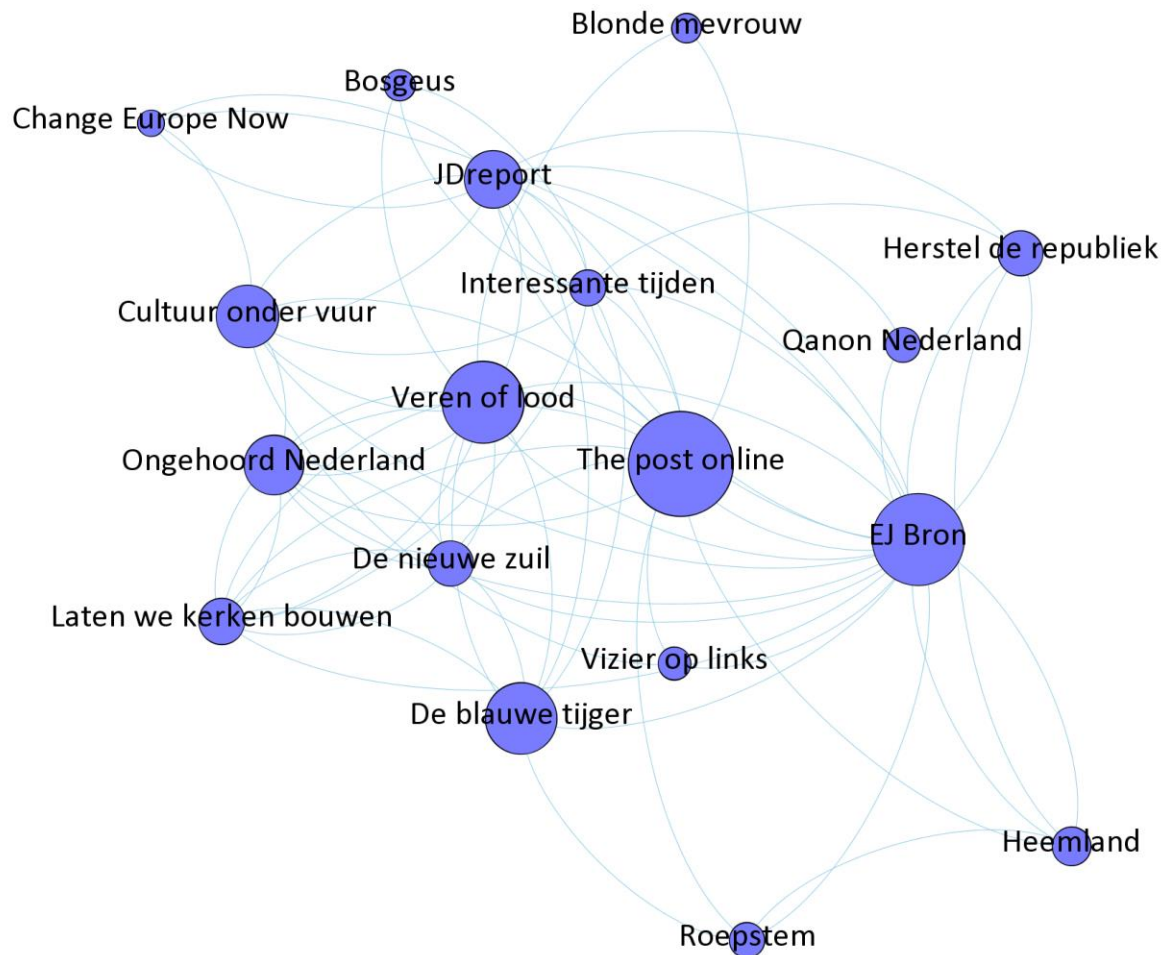 Blonde mevrouw
Bosgeus
Change Europe Now
JDreport
Herstel de republiek
Interessante tijden
Cultuur onder vuur
Qanon Nederland
Veren of lood
Ongehoord Nederland
The post online
EJ Bron
De nieuwe zuil
Laten we kerken bouwen
Vizier op links
De blauwe tijger
Heemland
Roepstem